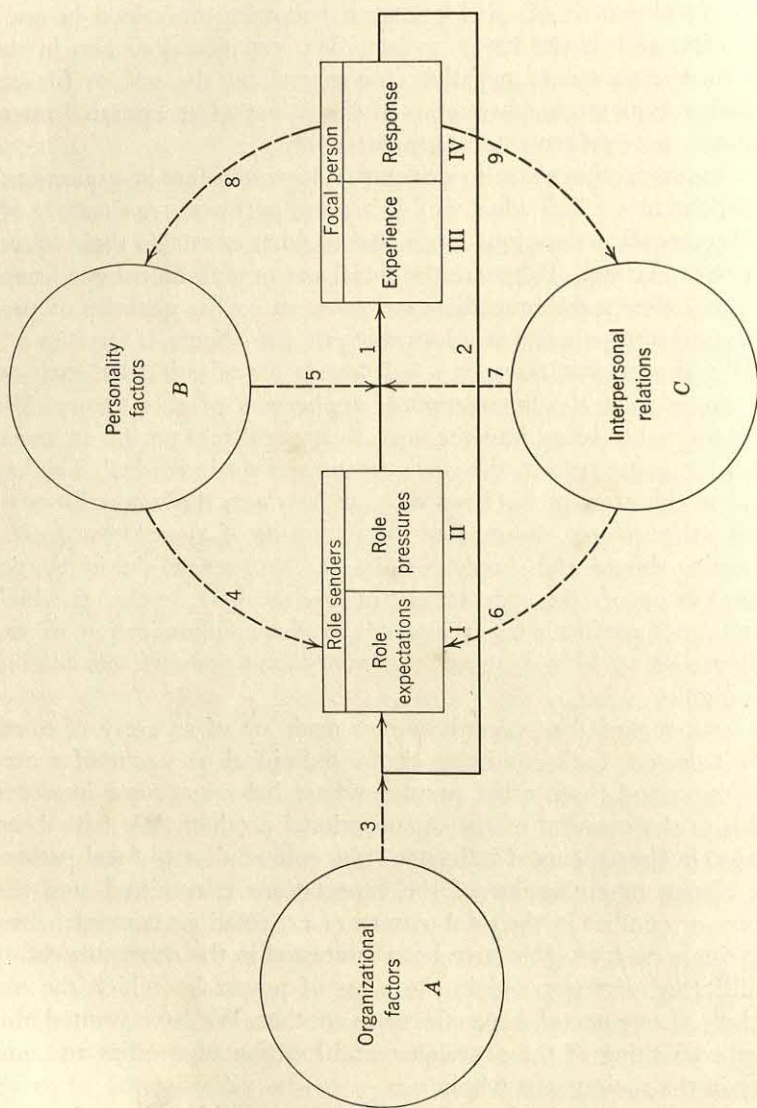 Personality
factors
B
4
8
5
Organizational
factors
A
3
Role senders
Role
expectations
Role
pressures
I
II
1
Focal person
Experience
Response
III
IV
2
6
7
9
Interpersonal
relations
C